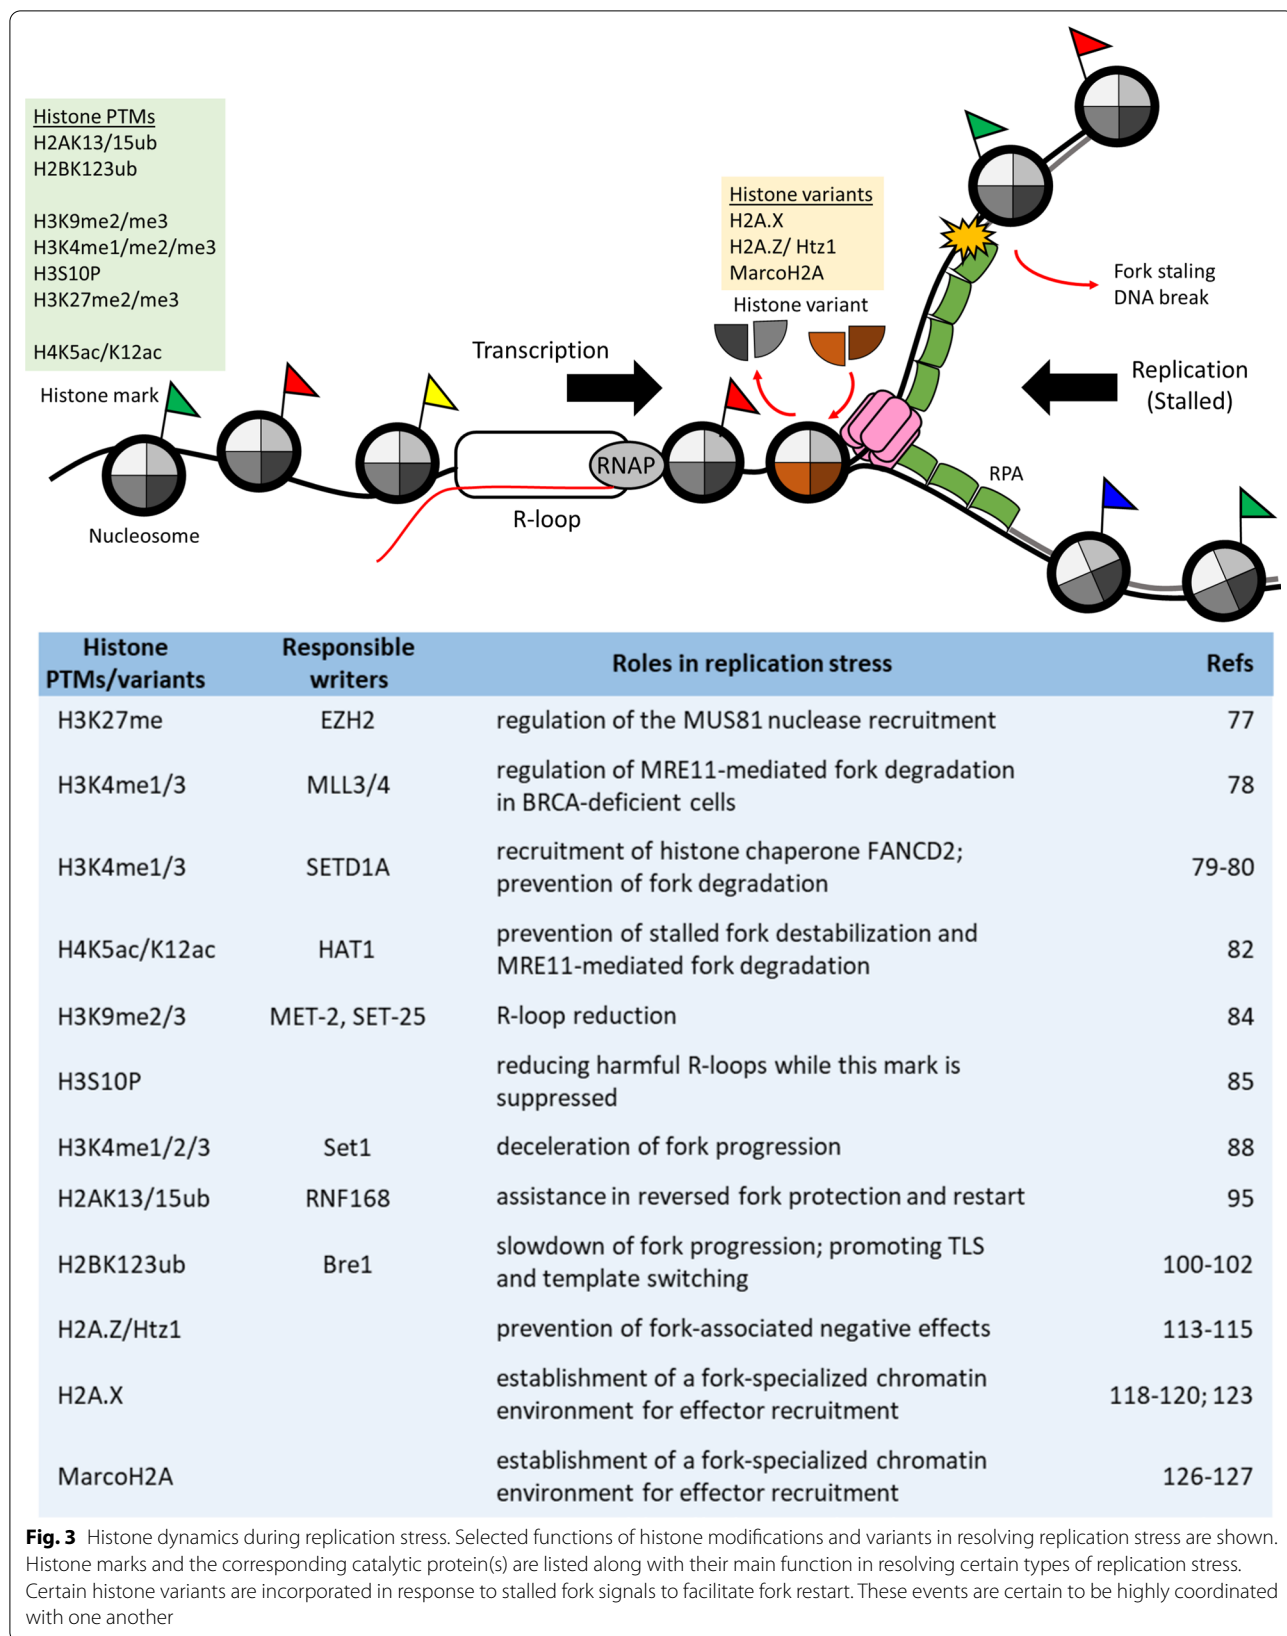 Histone PTMs
H2AK13/15ub
H2BK123ub
H3K9me2/me3
H3K4me1/me2/me3
H3S10P
H3K27me2/me3
H4K5ac/K12ac
Histone mark
Nucleosome
Transcription
R-loop
RNAP
Histone variants
H2A.X
H2A.Z/ Htz1
MarcoH2A
Histone variant
Fork staling
DNA break
Replication
(Stalled)
RPA
Histone PTMs/variants
Responsible writers
Roles in replication stress
Refs
H3K27me EZH2 regulation of the MUS81 nuclease recruitment 77
H3K4me1/3 MLL3/4 regulation of MRE11-mediated fork degradation
in BRCA-deficient cells 78
H3K4me1/3 SETD1A recruitment of histone chaperone FANCD2;
prevention of fork degradation 79-80
H4K5ac/K12ac HAT1 prevention of stalled fork destabilization and
MRE11-mediated fork degradation 82
H3K9me2/3 MET-2, SET-25 R-loop reduction 84
H3S10P reducing harmful R-loops while this mark is
suppressed 85
H3K4me1/2/3 Set1 deceleration of fork progression 88
H2AK13/15ub RNF168 assistance in reversed fork protection and restart 95
H2BK123ub Bre1 slowdown of fork progression; promoting TLS
and template switching 100-102
H2A.Z/Htz1 prevention of fork-associated negative effects 113-115
H2A.X establishment of a fork-specialized chromatin
environment for effector recruitment 118-120; 123
MarcoH2A establishment of a fork-specialized chromatin
environment for effector recruitment 126-127
Fig. 3 Histone dynamics during replication stress. Selected functions of histone modifications and variants in resolving replication stress are shown.
Histone marks and the corresponding catalytic protein(s) are listed along with their main function in resolving certain types of replication stress.
Certain histone variants are incorporated in response to stalled fork signals to facilitate fork restart. These events are certain to be highly coordinated
with one another